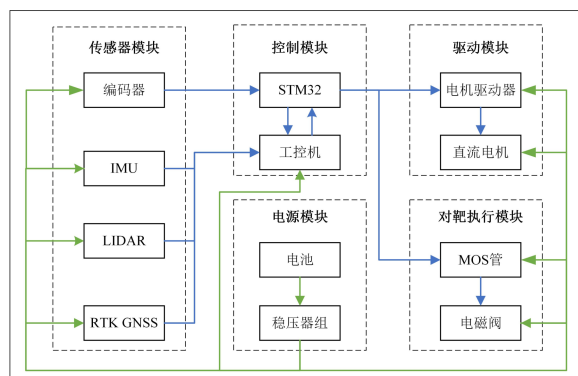 传感器模块
编码器
IMU
LIDAR
RTK GNSS
控制模块
STM32
工控机
电源模块
电池
稳压器组
驱动模块
电机驱动器
直流电机
对靶执行模块
MOS管
电磁阀